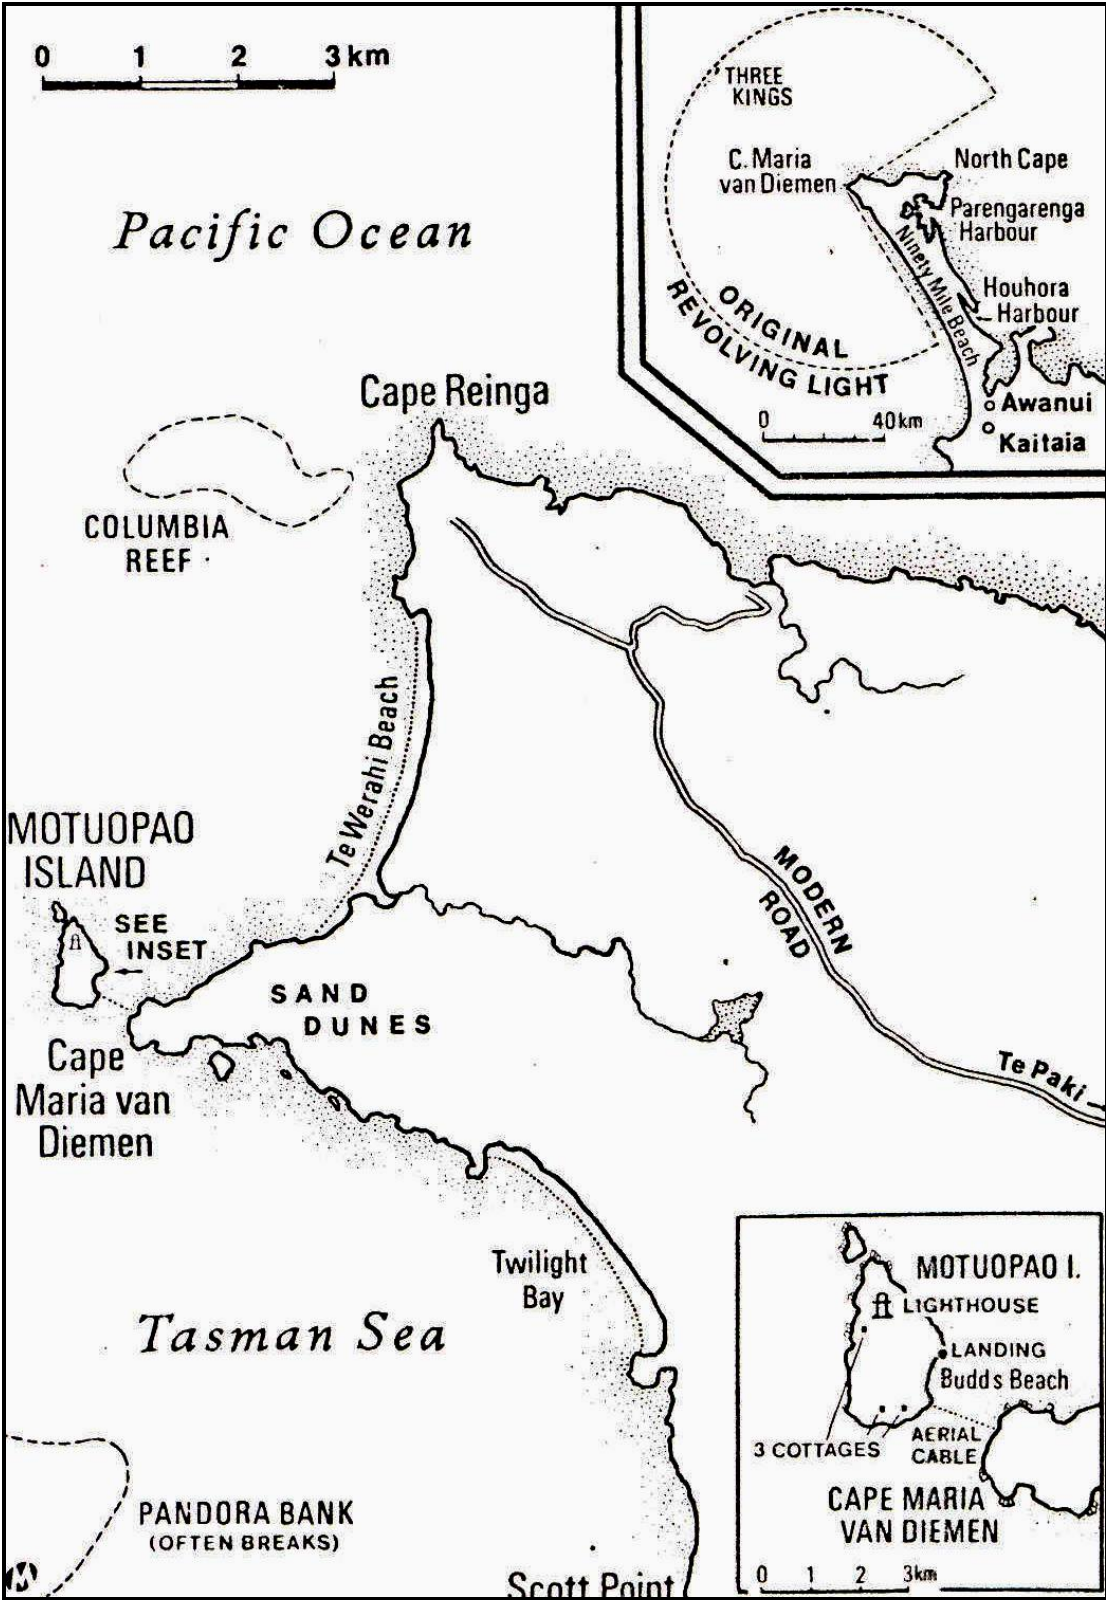 0 1 2 3 km
Pacific Ocean
THREE
KINGS
C. Maria
van Diemen
North Cape
Parengarenga
Harbour
Ninety Mile Beach
Houhora
Harbour
ORIGINAL
REVOLVING LIGHT
0 40 km
Awanui
Kaitaia
Cape Reinga
COLUMBIA
REEF
Te Werahi Beach
MOTUOPAO
ISLAND
SEE
INSET
SAND
DUNES
MODERN
ROAD
Te Paki
Cape
Maria van
Diemen
Twilight
Bay
Tasman Sea
PANDORA BANK
(OFTEN BREAKS)
M
Scott Point
MOTUOPAO I.
LIGHTHOUSE
LANDING
Budds Beach
3 COTTAGES
AERIAL
CABLE
CAPE MARIA
VAN DIEMEN
0 1 2 3km